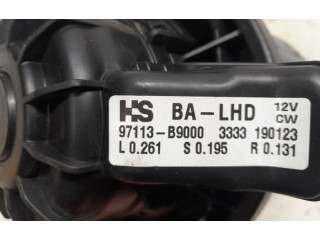 HS BA-LHD 12V CW
97113-B9000 3333 190123
L 0.261 S 0.195 R 0.131